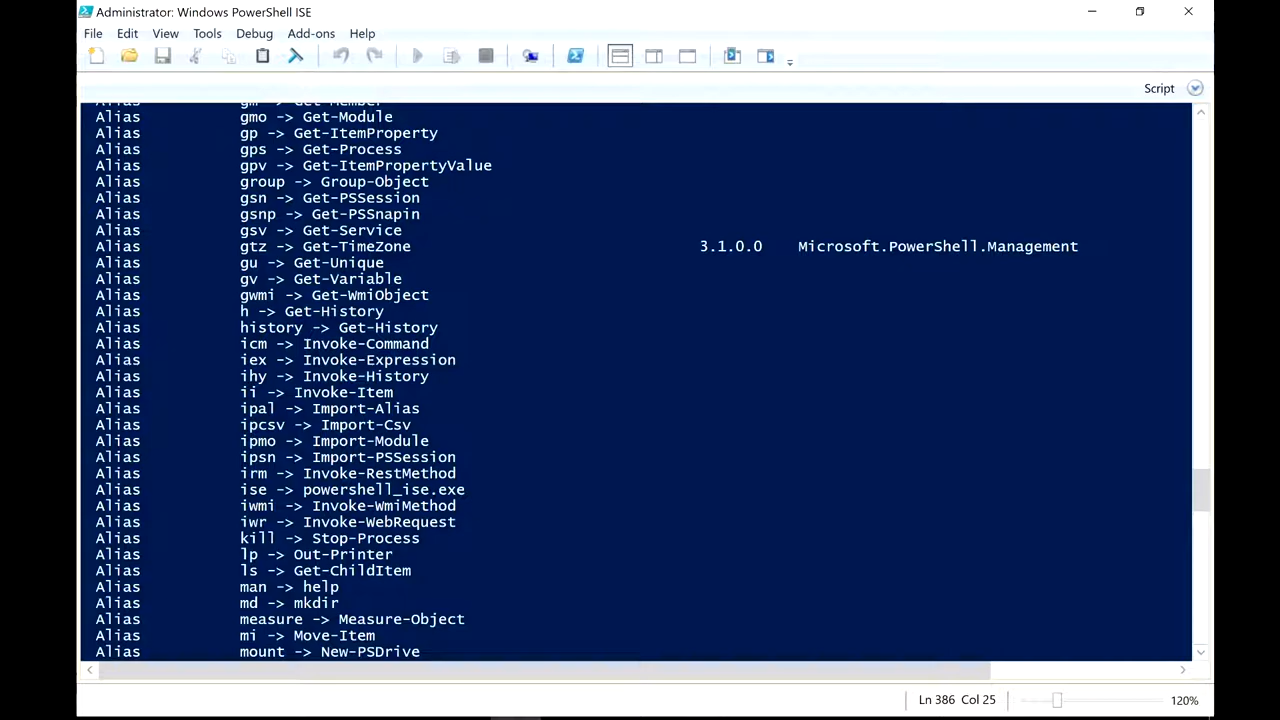 Administrator: Windows PowerShell ISE
File Edit View Tools Debug Add-ons Help
Script
Alias gm -> Get-Member
Alias gmo -> Get-Module
Alias gp -> Get-ItemProperty
Alias gps -> Get-Process
Alias gpv -> Get-ItemPropertyValue
Alias group -> Group-Object
Alias gsn -> Get-PSSession
Alias gsnp -> Get-PSSnapin
Alias gsv -> Get-Service
Alias gtz -> Get-TimeZone 3.1.0.0 Microsoft.PowerShell.Management
Alias gu -> Get-Unique
Alias gv -> Get-Variable
Alias gwmi -> Get-WmiObject
Alias h -> Get-History
Alias history -> Get-History
Alias icm -> Invoke-Command
Alias iex -> Invoke-Expression
Alias ihy -> Invoke-History
Alias ii -> Invoke-Item
Alias ipal -> Import-Alias
Alias ipcsv -> Import-Csv
Alias ipmo -> Import-Module
Alias ipsn -> Import-PSSession
Alias irm -> Invoke-RestMethod
Alias ise -> powershell_ise.exe
Alias iwmi -> Invoke-WmiMethod
Alias iwr -> Invoke-WebRequest
Alias kill -> Stop-Process
Alias lp -> Out-Printer
Alias ls -> Get-ChildItem
Alias man -> help
Alias md -> mkdir
Alias measure -> Measure-Object
Alias mi -> Move-Item
Alias mount -> New-PSDrive
Ln 386 Col 25 120%